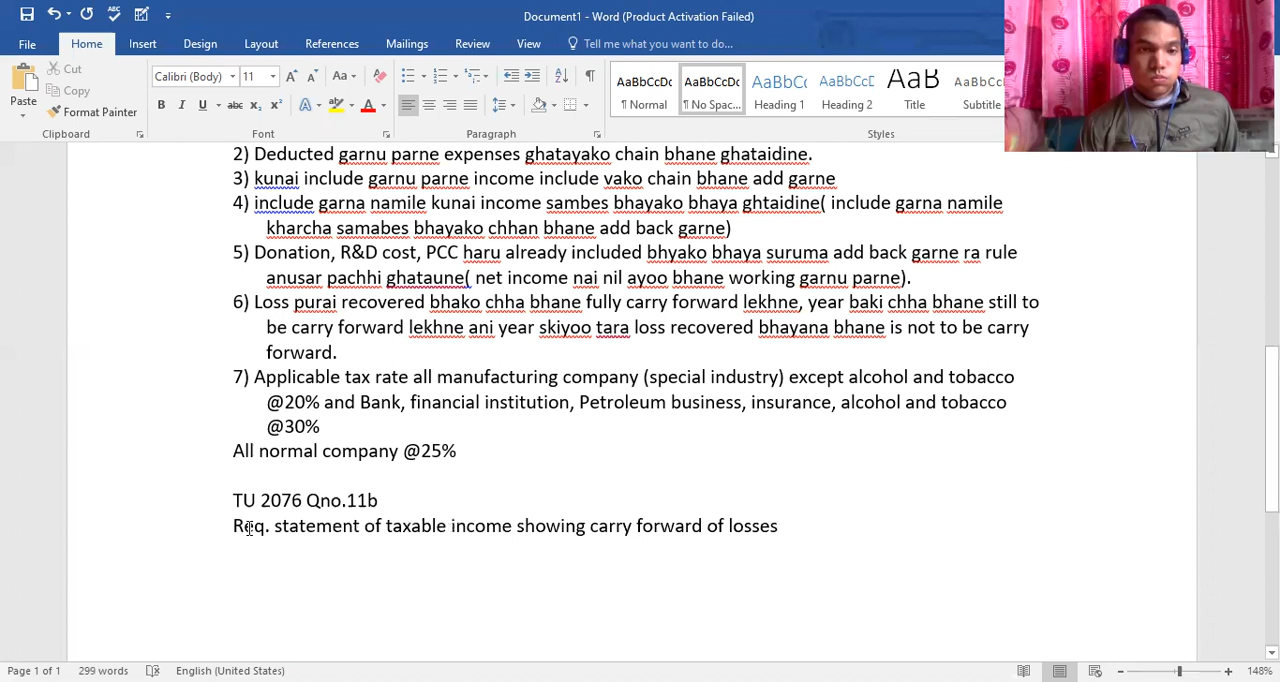 Document1 - Word (Product Activation Failed)
File Home Insert Design Layout References Mailings Review View Tell me what you want to do...
Paste
Cut
Copy
Format Painter
Clipboard
Calibri (Body) 11
Font
Paragraph
AaBbCcDc AaBbCcDc AaBbC AaBbCcE AaB AaBbCcD
¶ Normal ¶ No Spac... Heading 1 Heading 2 Title Subtitle
Styles
2) Deducted garnu parne expenses ghatayako chain bhane ghataidine.
3) kunai include garnu parne income include vako chain bhane add garne
4) include garna namile kunai income sambes bhayako bhaya ghtaidine( include garna namile
kharcha samabes bhayako chhan bhane add back garne)
5) Donation, R&D cost, PCC haru already included bhyako bhaya suruma add back garne ra rule
anusar pachhi ghataune( net income nai nil ayoo bhane working garnu parne).
6) Loss purai recovered bhako chha bhane fully carry forward lekhne, year baki chha bhane still to
be carry forward lekhne ani year skiyoo tara loss recovered bhayana bhane is not to be carry
forward.
7) Applicable tax rate all manufacturing company (special industry) except alcohol and tobacco
@20% and Bank, financial institution, Petroleum business, insurance, alcohol and tobacco
@30%
All normal company @25%
TU 2076 Qno.11b
Req. statement of taxable income showing carry forward of losses
Page 1 of 1 299 words English (United States) 148%